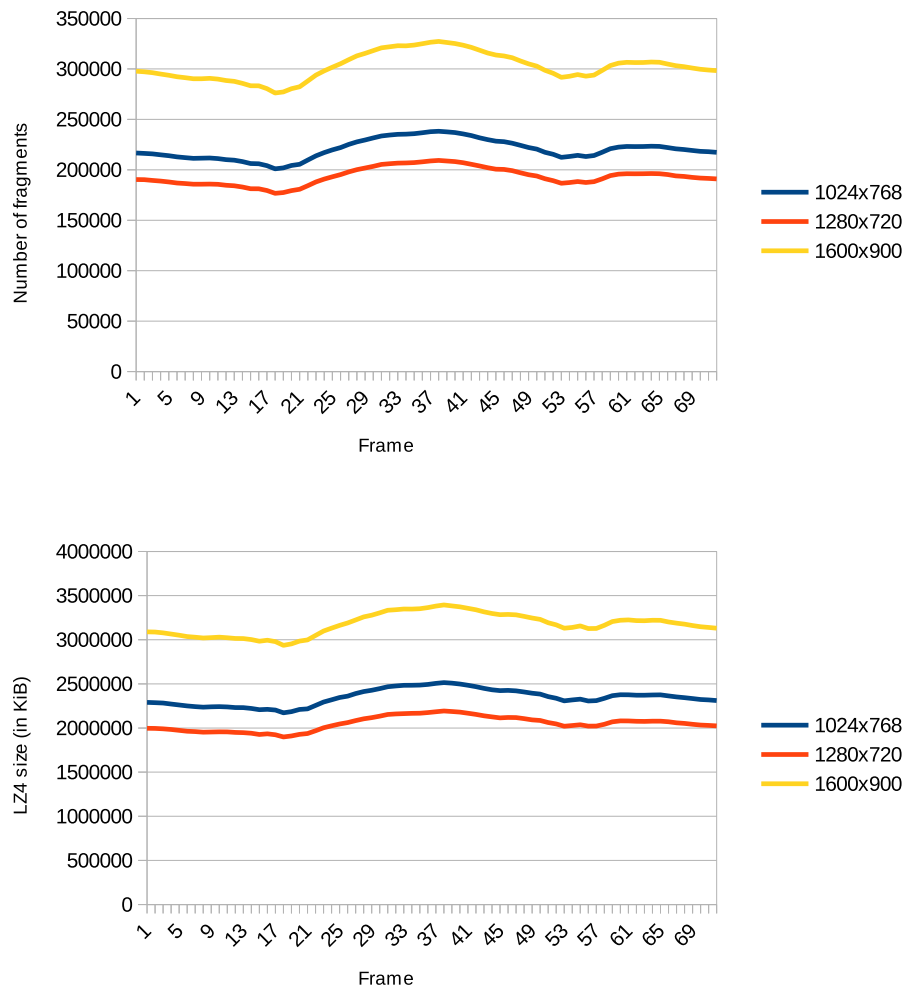 350000
300000
250000
200000
150000
100000
50000
0
Number of fragments
1 5 9 13 17 21 25 29 33 37 41 45 49 53 57 61 65 69
Frame
1024x768
1280x720
1600x900
4000000
3500000
3000000
2500000
2000000
1500000
1000000
500000
0
LZ4 size (in KiB)
1 5 9 13 17 21 25 29 33 37 41 45 49 53 57 61 65 69
Frame
1024x768
1280x720
1600x900